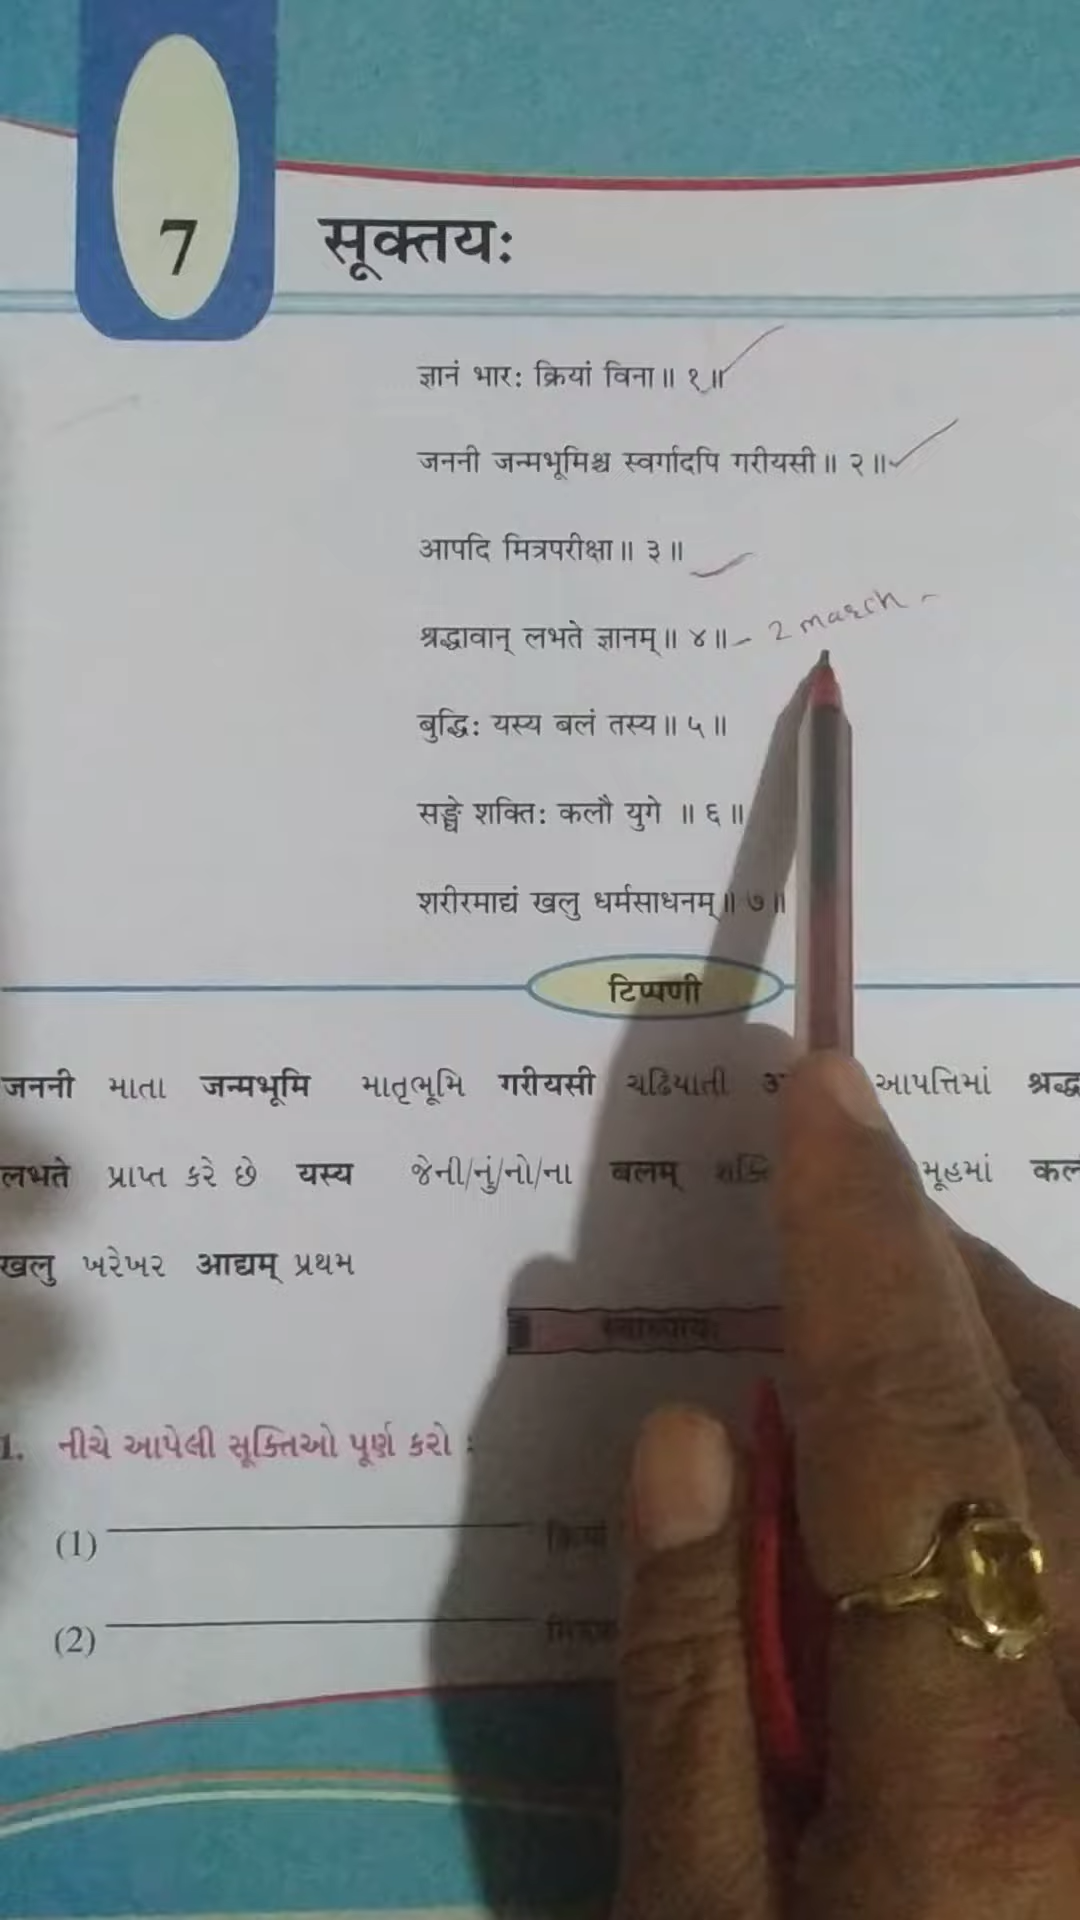 7
सूक्तयः
ज्ञानं भारः क्रियां विना॥ १॥
जननी जन्मभूमिश्च स्वर्गादपि गरीयसी॥ २॥
आपदि मित्रपरीक्षा॥ ३॥
श्रद्धावान् लभते ज्ञानम्॥ ४॥ - 2 march -
बुद्धिः यस्य बलं तस्य॥ ५॥
सङ्घे शक्तिः कलौ युगे ॥ ६॥
शरीरमाद्यं खलु धर्मसाधनम्॥ ७॥
टिप्पणी
जननी માતા जन्मभूमि માતૃભૂમિ गरीयसी ચઢિયાતી આપત્તિમાં
लभते પ્રાપ્ત કરે છે यस्य જેની/નું/નો/ના बलम्
खलु ખરેખર आद्यम् પ્રથમ
1. નીચે આપેલી સૂક્તિઓ પૂર્ણ કરો :
(1)
(2)